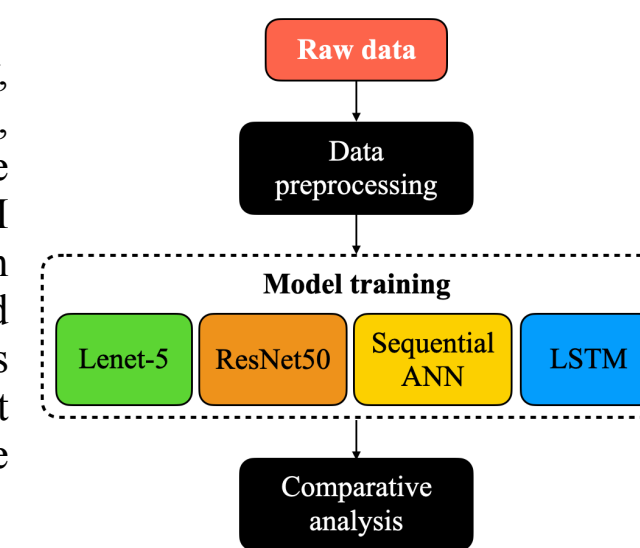 Raw data
Data
preprocessing
Model training
Lenet-5
ResNet50
Sequential
ANN
LSTM
Comparative
analysis